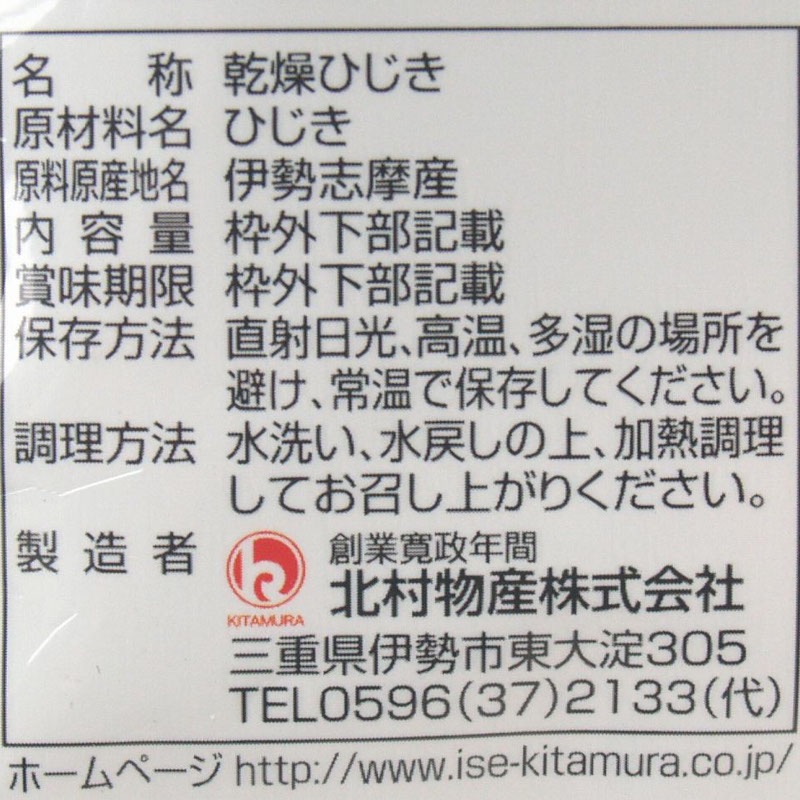 名称 乾燥ひじき
原材料名 ひじき
原料原産地名 伊勢志摩産
内容量 枠外下部記載
賞味期限 枠外下部記載
保存方法 直射日光、高温、多湿の場所を
避け、常温で保存してください。
調理方法 水洗い、水戻しの上、加熱調理
してお召し上がりください。
製造者 創業寛政年間
北村物産株式会社
KITAMURA
三重県伊勢市東大淀305
TEL0596(37)2133(代)
ホームページ http://www.ise-kitamura.co.jp/